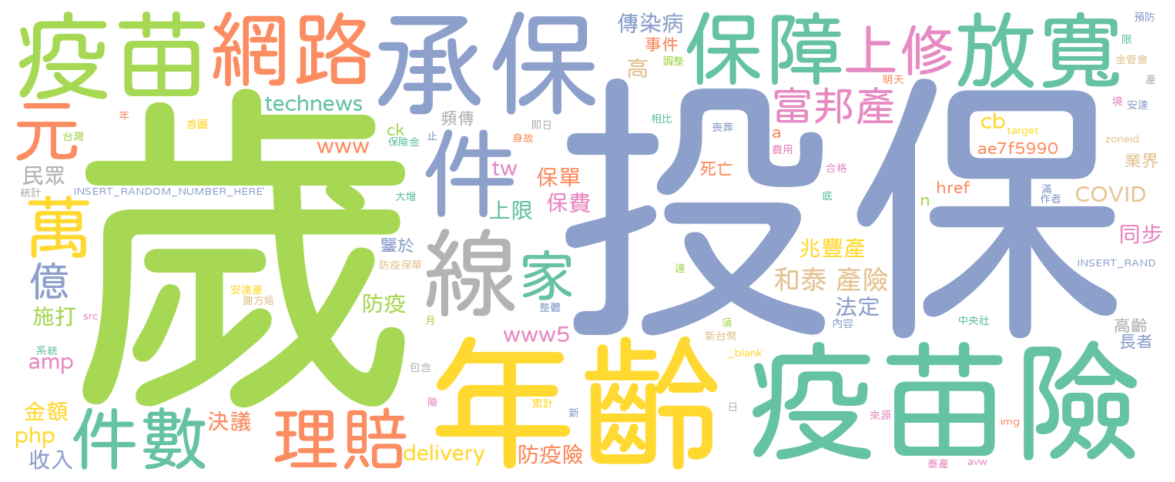 疫苗
網路
承保
傳染病
事件
調整
高
保障
上修
明天
放寬
預防
限
金管會
產
元
台灣
年
首圖
technews
www
ck
保險金
頻傳
止
即日
身故
相比
喪葬
富邦產
a
費用
cb
target
ae7f5990
境
安達
zoneid
業界
民眾
統計
INSERT_RANDOM_NUMBER_HERE'
歲
大增
件
tw
上限
保單
保費
投保
死亡
合格
底
href
n
滿
作者
COVID
同步
INSERT_RAND
萬
億
施打
src
安達產
謝方娪
鑒於
防疫保單
防疫
線
家
整體
www5
達
須
新台幣
兆豐產
和泰
產險
法定
內容
中央社
高齡
長者
系統
amp
月
包含
年齡
_blank'
疫苗險
金額
php
收入
件數
決議
理賠
險
delivery
累計
新
防疫險
日
來源
img
泰產
avw